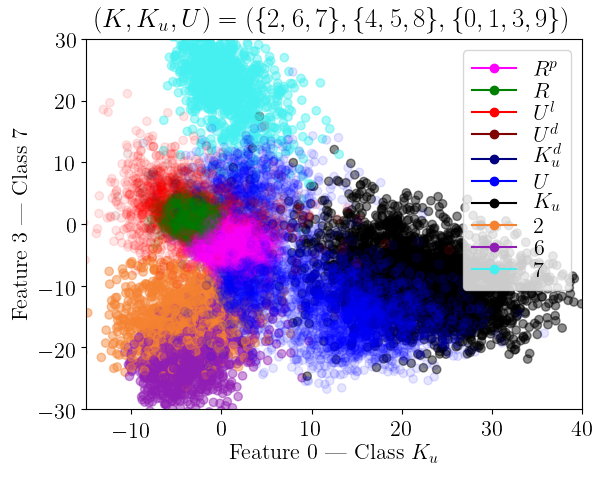 (K, K_u, U) = ({2, 6, 7}, {4, 5, 8}, {0, 1, 3, 9})
30
20
10
0
−10
−20
−30
Feature 3 — Class 7
R^p
R
U^l
U^d
K_u^d
U
K_u
2
6
7
−10
0
10
20
30
40
Feature 0 — Class K_u